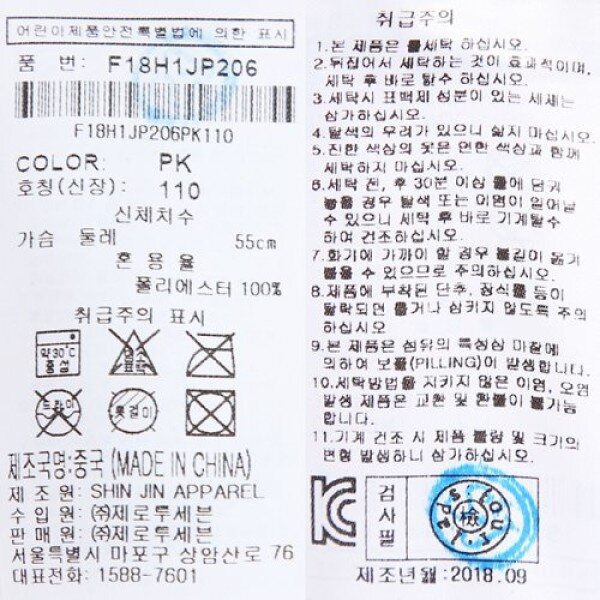 어린이제품안전특별법에 의한 표시
품 번: F18H1JP206
F18H1JP206PK110
COLOR: PK
호칭(신장): 110
신체치수
가슴 둘레 55cm
혼용율
폴리에스터 100%
취급주의 표시
약30℃
중성
염소
표백
드라이
옷걸이
제조국명:중국 (MADE IN CHINA)
제 조 원: SHIN JIN APPAREL
수 입 원: ㈜제로투세븐
판 매 원: ㈜제로투세븐
서울특별시 마포구 상암산로 76
대표전화: 1588-7601
취급주의
1.본 제품은 물세탁 하십시오.
2.뒤집어서 세탁하는 것이 효과적이며,
세탁 후 바로 탈수 하십시오.
3.세탁시 표백제 성분이 있는 세제는
삼가하십시오.
4.탈색의 우려가 있으니 삶지 마십시오.
5.진한 색상의 옷은 연한 색상과 함께
세탁하지 마십시오.
6.세탁 전, 후 30분 이상 물에 담궈
놓을 경우 탈색 또는 이염이 일어날
수 있으니 세탁 후 바로 기계탈수
하여 건조하십시오.
7.화기에 가까이 할 경우 불길이 옮겨
붙을 수 있으므로 주의하십시오.
8.제품에 부착된 단추, 장식물 등이
탈락되면 물거나 삼키지 않도록 주의
하십시오
9.본 제품은 섬유의 특성상 마찰에
의하여 보풀(PILLING)이 발생합니다.
10.세탁방법을 지키지 않은 이염, 오염
발생 제품은 교환 및 환불이 불가능
합니다.
11.기계 건조 시 제품 불량 및 크기의
변형 발생하니 삼가하십시오.
KC
검사필
檢
제조년월:2018.09